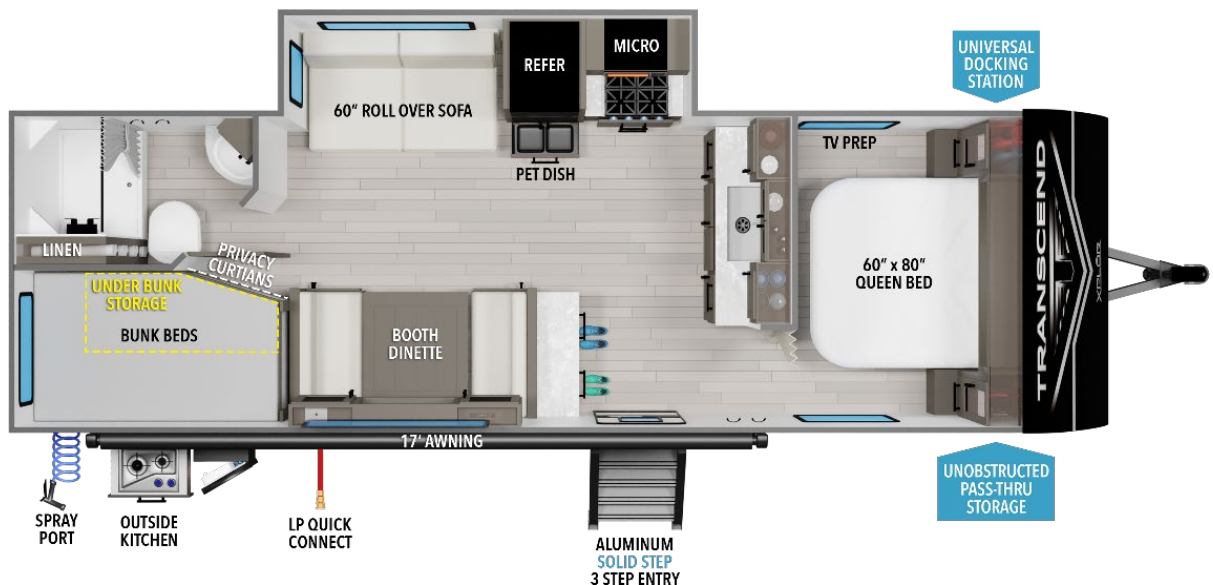 MICRO
REFER
UNIVERSAL
DOCKING
STATION
60" ROLL OVER SOFA
TV PREP
PET DISH
TRANSCEND
XPLOR
LINEN
PRIVACY
CURTIANS
60" x 80"
QUEEN BED
UNDER BUNK
STORAGE
BUNK BEDS
BOOTH
DINETTE
17' AWNING
UNOBSTRUCTED
PASS-THRU
STORAGE
SPRAY
PORT
OUTSIDE
KITCHEN
LP QUICK
CONNECT
ALUMINUM
SOLID STEP
3 STEP ENTRY